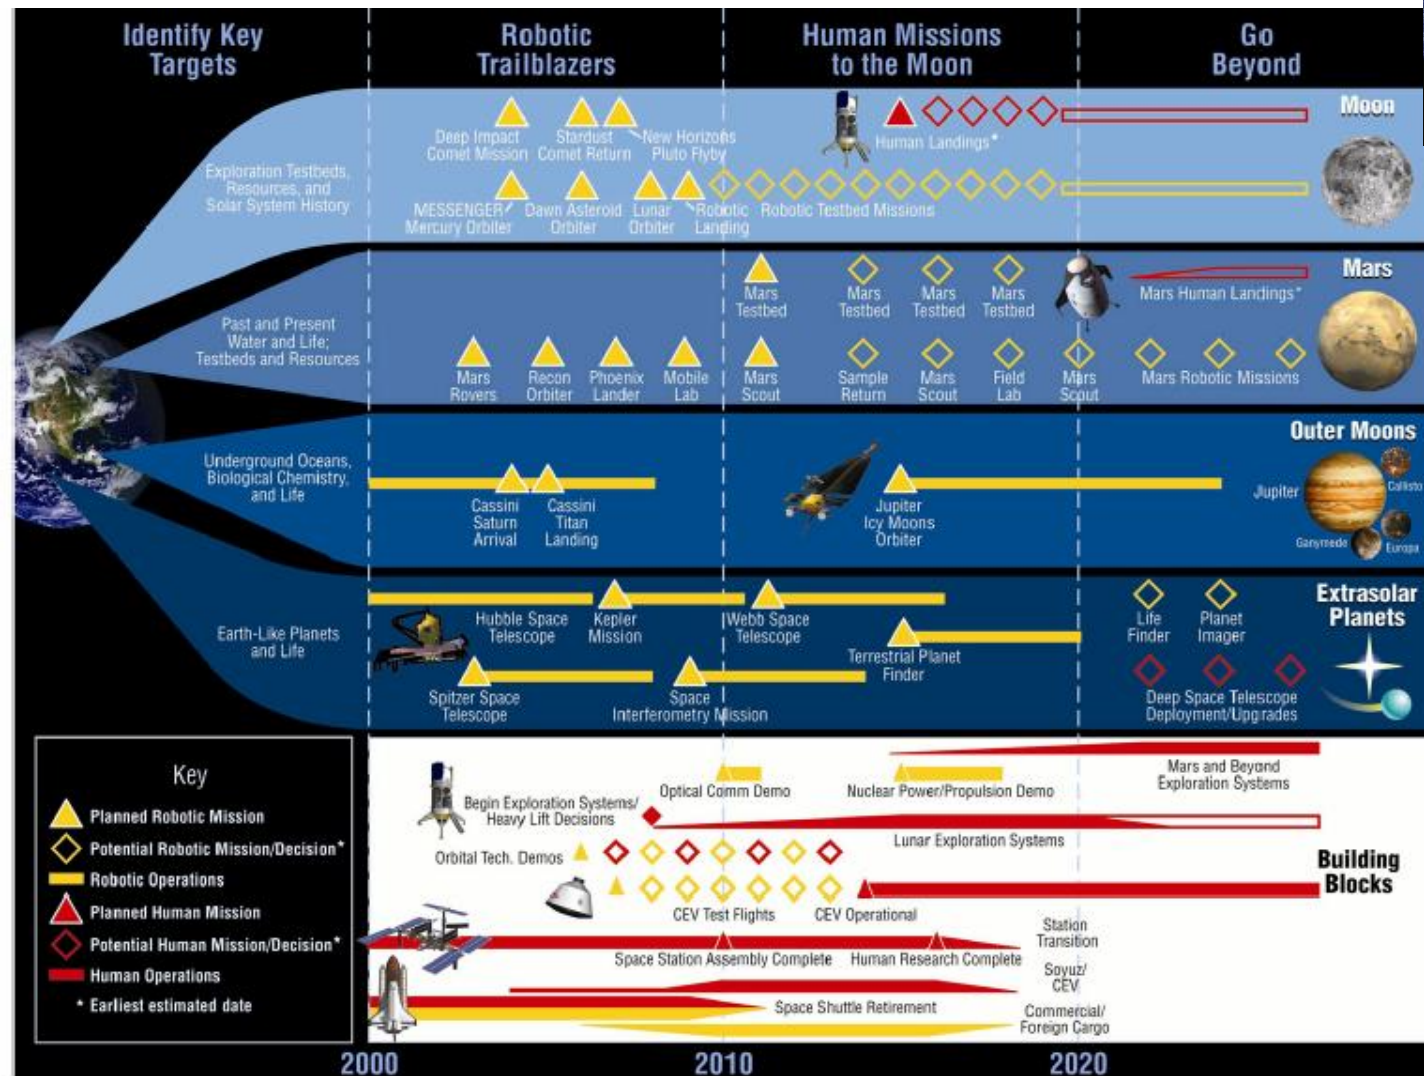 Identify Key
Targets
Robotic
Trailblazers
Human Missions
to the Moon
Go
Beyond
Moon
Exploration Testbeds,
Resources, and
Solar System History
Deep Impact
Comet Mission
Stardust
Comet Return
New Horizons
Pluto Flyby
Human Landings*
MESSENGER
Mercury Orbiter
Dawn Asteroid
Orbiter
Lunar
Orbiter
Robotic
Landing
Robotic Testbed Missions
Mars
Past and Present
Water and Life;
Testbeds and Resources
Mars
Testbed
Mars
Testbed
Mars
Testbed
Mars
Testbed
Mars Human Landings*
Mars
Rovers
Recon
Orbiter
Phoenix
Lander
Mobile
Lab
Mars
Scout
Sample
Return
Mars
Scout
Field
Lab
Mars
Scout
Mars Robotic Missions
Outer Moons
Underground Oceans,
Biological Chemistry,
and Life
Cassini
Saturn
Arrival
Cassini
Titan
Landing
Jupiter
Icy Moons
Orbiter
Jupiter
Callisto
Ganymede
Europa
Extrasolar
Planets
Earth-Like Planets
and Life
Hubble Space
Telescope
Kepler
Mission
Webb Space
Telescope
Terrestrial Planet
Finder
Life
Finder
Planet
Imager
Spitzer Space
Telescope
Space
Interferometry Mission
Deep Space Telescope
Deployment/Upgrades
Key
Planned Robotic Mission
Potential Robotic Mission/Decision*
Robotic Operations
Planned Human Mission
Potential Human Mission/Decision*
Human Operations
* Earliest estimated date
Building
Blocks
Mars and Beyond
Exploration Systems
Optical Comm Demo
Nuclear Power/Propulsion Demo
Begin Exploration Systems/
Heavy Lift Decisions
Lunar Exploration Systems
Orbital Tech. Demos
CEV Test Flights
CEV Operational
Station
Transition
Space Station Assembly Complete
Human Research Complete
Soyuz/
CEV
Space Shuttle Retirement
Commercial/
Foreign Cargo
2000
2010
2020